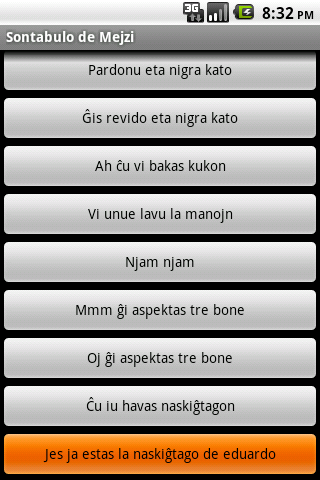 3G
8:32 PM
Sontabulo de Mejzi
Pardonu eta nigra kato
Ĝis revido eta nigra kato
Ah ĉu vi bakas kukon
Vi unue lavu la manojn
Njam njam
Mmm ĝi aspektas tre bone
Oj ĝi aspektas tre bone
Ĉu iu havas naskiĝtagon
Jes ja estas la naskiĝtago de eduardo